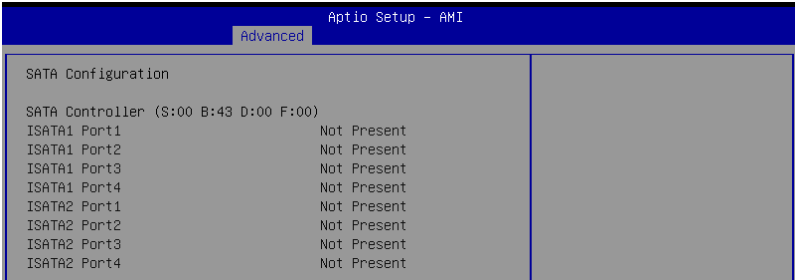 Aptio Setup – AMI
Advanced
SATA Configuration
SATA Controller (S:00 B:43 D:00 F:00)
ISATA1 Port1 Not Present
ISATA1 Port2 Not Present
ISATA1 Port3 Not Present
ISATA1 Port4 Not Present
ISATA2 Port1 Not Present
ISATA2 Port2 Not Present
ISATA2 Port3 Not Present
ISATA2 Port4 Not Present